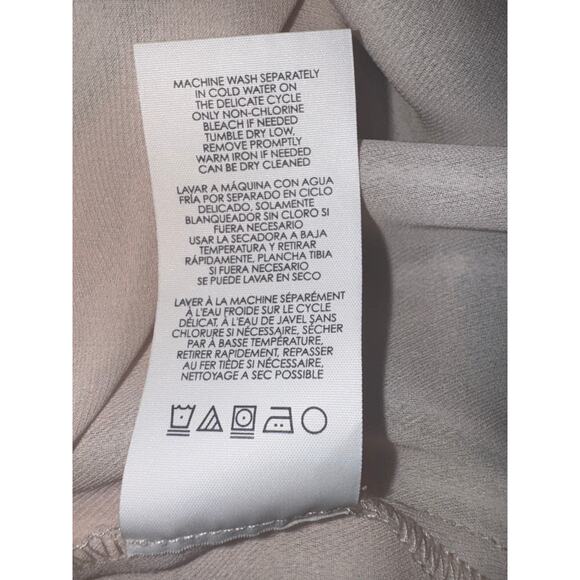 MACHINE WASH SEPARATELY
IN COLD WATER ON
THE DELICATE CYCLE
ONLY NON-CHLORINE
BLEACH IF NEEDED
TUMBLE DRY LOW,
REMOVE PROMPTLY
WARM IRON IF NEEDED
CAN BE DRY CLEANED
LAVAR A MÁQUINA CON AGUA
FRÍA POR SEPARADO EN CICLO
DELICADO, SOLAMENTE
BLANQUEADOR SIN CLORO SI
FUERA NECESARIO
USAR LA SECADORA A BAJA
TEMPERATURA Y RETIRAR
RÁPIDAMENTE, PLANCHA TIBIA
SI FUERA NECESARIO
SE PUEDE LAVAR EN SECO
LAVER À LA MACHINE SÉPARÉMENT
À L'EAU FROIDE SUR LE CYCLE
DÉLICAT, À L'EAU DE JAVEL SANS
CHLORURE SI NÉCESSAIRE, SÉCHER
PAR À BASSE TEMPÉRATURE,
RETIRER RAPIDEMENT, REPASSER
AU FER TIÈDE SI NÉCESSAIRE,
NETTOYAGE A SEC POSSIBLE